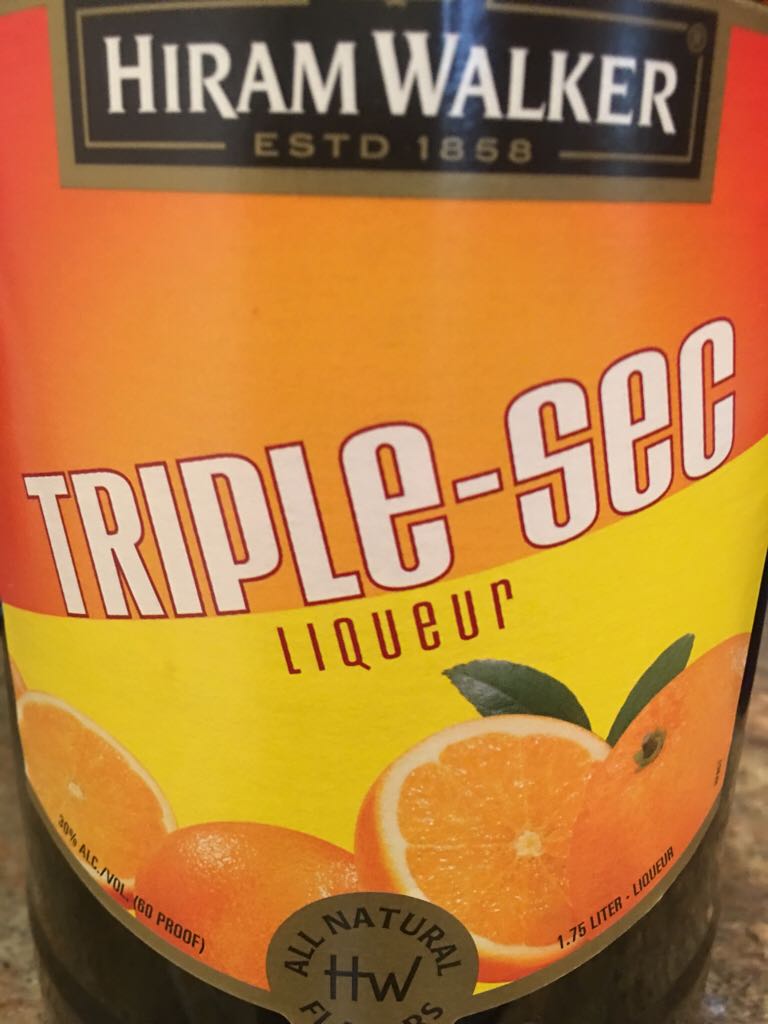 HIRAM WALKER®
ESTD 1858
TRIPLE-SEC
LIQUEUR
30% ALC./VOL. (60 PROOF)
1.75 LITER - LIQUEUR
ALL NATURAL
HW